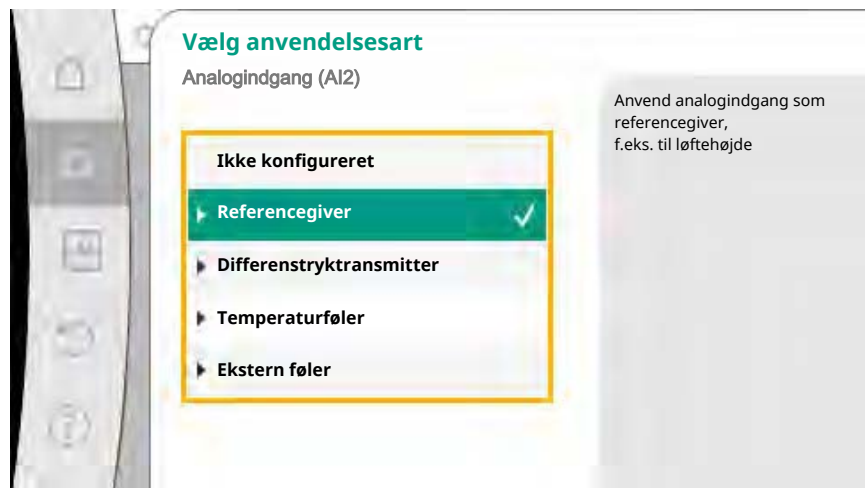 Vælg anvendelsesart
Analogindgang (AI2)
Ikke konfigureret
Referencegiver
Differenstryktransmitter
Temperaturføler
Ekstern føler
Anvend analogindgang som
referencegiver,
f.eks. til løftehøjde